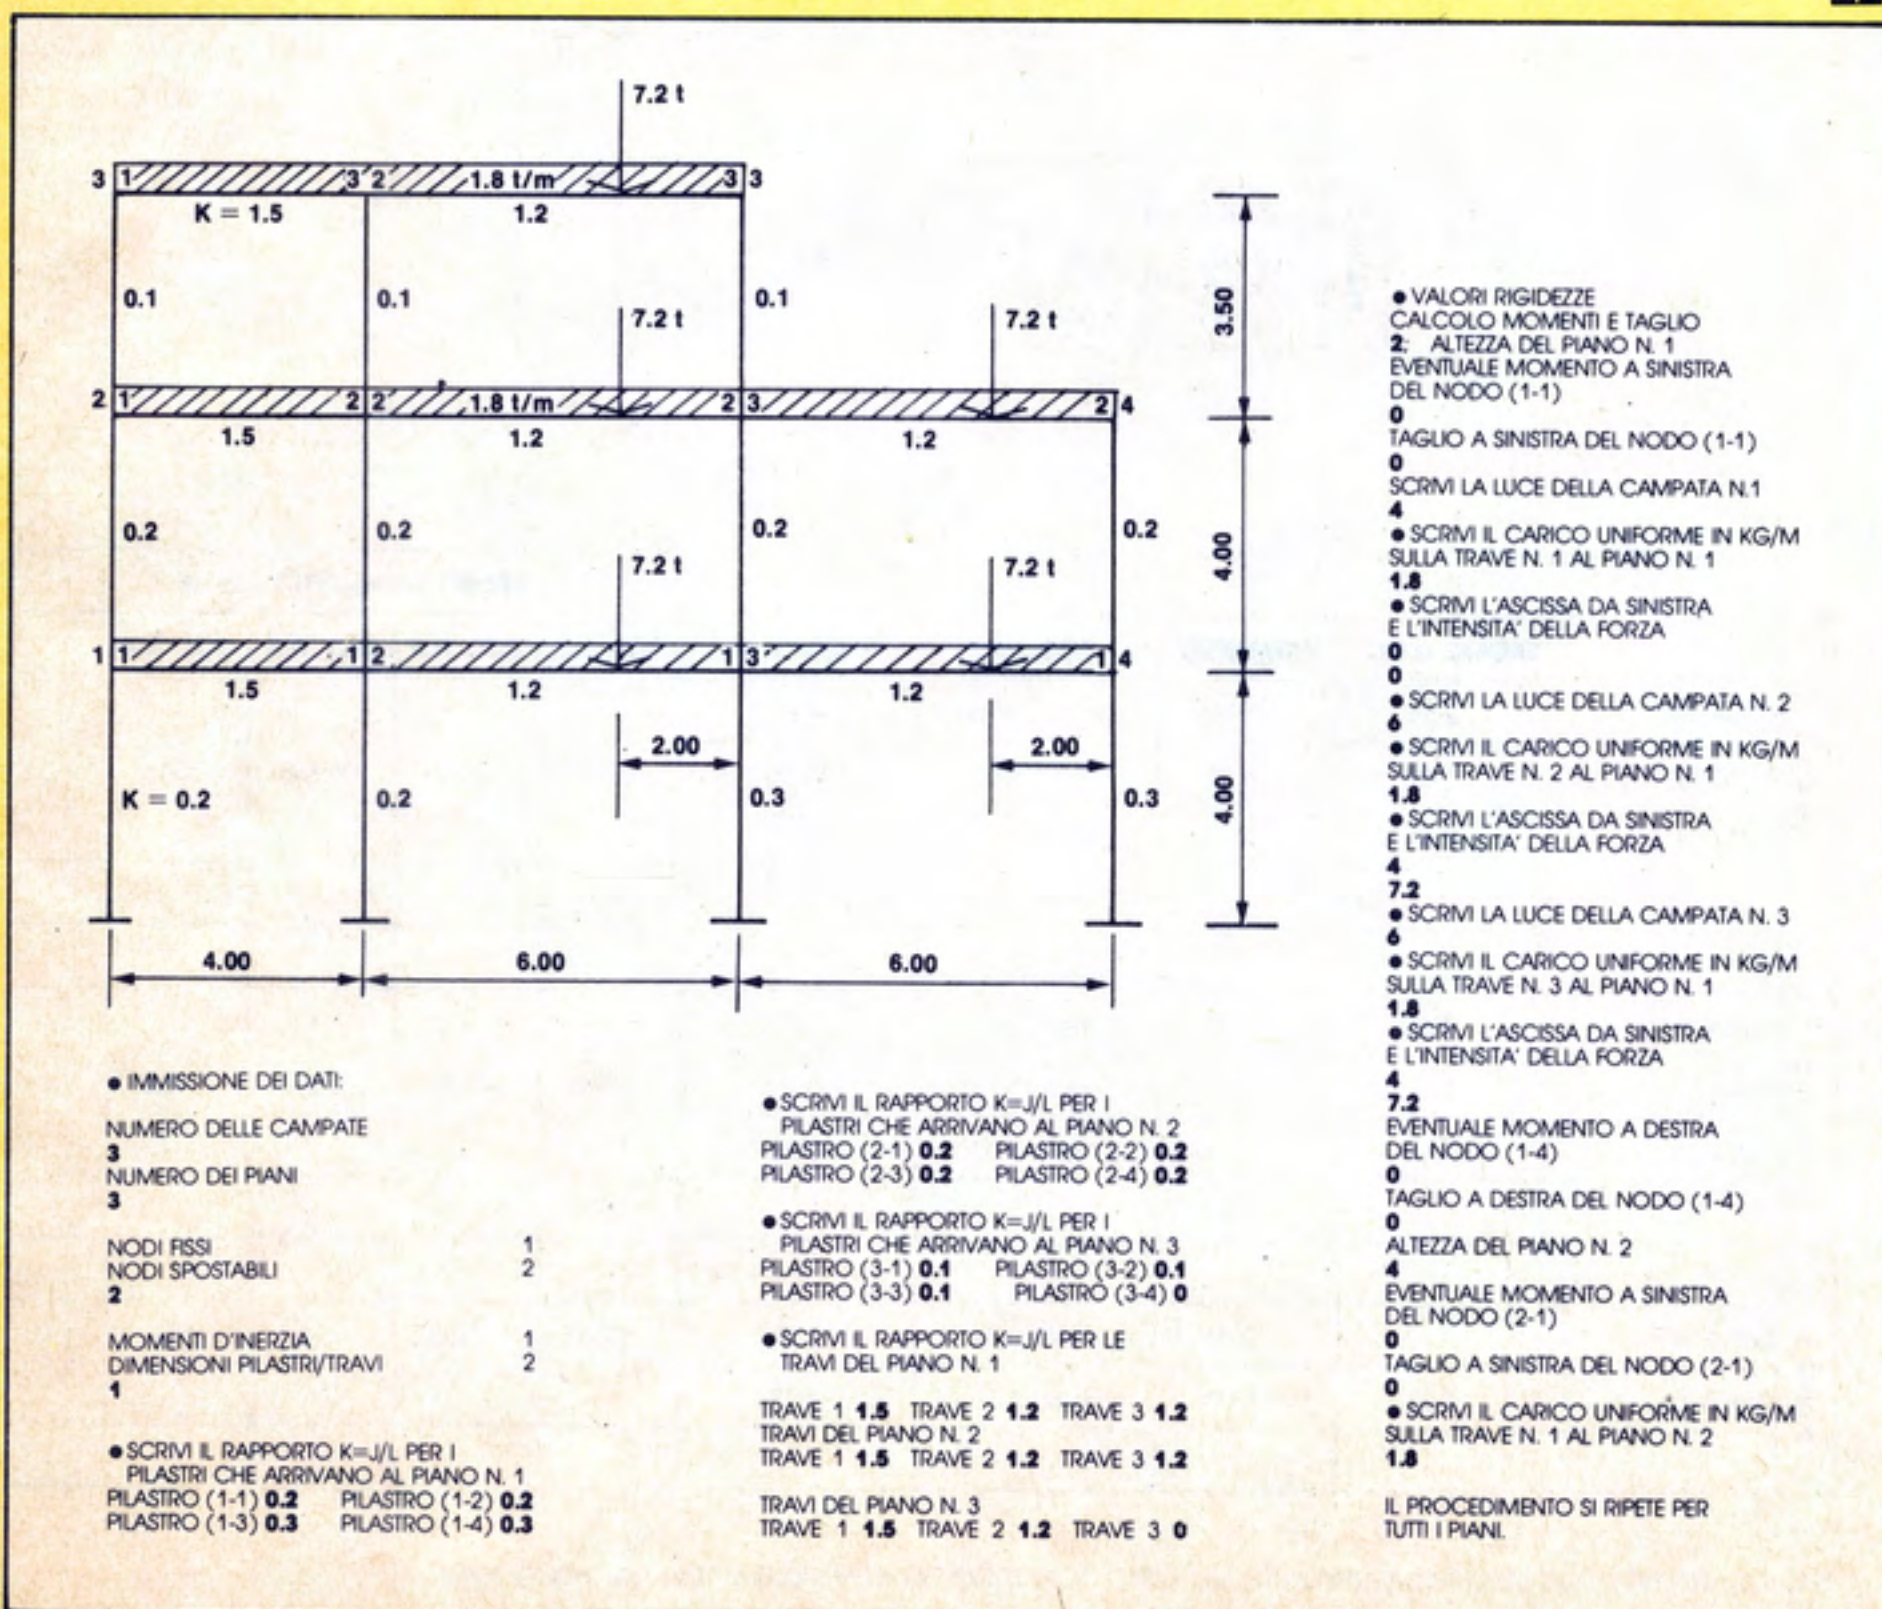 7.2 t
3 1 3 2 1.8 t/m 3 3
K = 1.5 1.2
0.1 0.1 0.1
7.2 t 7.2 t
3.50
2 1 2 2 1.8 t/m 2 3 2 4
1.5 1.2 1.2
0.2 0.2 0.2 0.2
7.2 t 7.2 t
4.00
1 1 1 2 1 3 1 4
1.5 1.2 1.2
2.00 2.00
K = 0.2 0.2 0.3 0.3
4.00
4.00 6.00 6.00
● IMMISSIONE DEI DATI:
NUMERO DELLE CAMPATE
3
NUMERO DEI PIANI
3
NODI FISSI 1
NODI SPOSTABILI 2
2
MOMENTI D'INERZIA 1
DIMENSIONI PILASTRI/TRAVI 2
1
● SCRIVI IL RAPPORTO K=J/L PER I
PILASTRI CHE ARRIVANO AL PIANO N. 1
PILASTRO (1-1) 0.2 PILASTRO (1-2) 0.2
PILASTRO (1-3) 0.3 PILASTRO (1-4) 0.3
● SCRIVI IL RAPPORTO K=J/L PER I
PILASTRI CHE ARRIVANO AL PIANO N. 2
PILASTRO (2-1) 0.2 PILASTRO (2-2) 0.2
PILASTRO (2-3) 0.2 PILASTRO (2-4) 0.2
● SCRIVI IL RAPPORTO K=J/L PER I
PILASTRI CHE ARRIVANO AL PIANO N. 3
PILASTRO (3-1) 0.1 PILASTRO (3-2) 0.1
PILASTRO (3-3) 0.1 PILASTRO (3-4) 0
● SCRIVI IL RAPPORTO K=J/L PER LE
TRAVI DEL PIANO N. 1
TRAVE 1 1.5 TRAVE 2 1.2 TRAVE 3 1.2
TRAVI DEL PIANO N. 2
TRAVE 1 1.5 TRAVE 2 1.2 TRAVE 3 1.2
TRAVI DEL PIANO N. 3
TRAVE 1 1.5 TRAVE 2 1.2 TRAVE 3 0
● VALORI RIGIDEZZE
CALCOLO MOMENTI E TAGLIO
2; ALTEZZA DEL PIANO N. 1
EVENTUALE MOMENTO A SINISTRA
DEL NODO (1-1)
0
TAGLIO A SINISTRA DEL NODO (1-1)
0
SCRIVI LA LUCE DELLA CAMPATA N.1
4
● SCRIVI IL CARICO UNIFORME IN KG/M
SULLA TRAVE N. 1 AL PIANO N. 1
1.8
● SCRIVI L'ASCISSA DA SINISTRA
E L'INTENSITA' DELLA FORZA
0
0
● SCRIVI LA LUCE DELLA CAMPATA N. 2
6
● SCRIVI IL CARICO UNIFORME IN KG/M
SULLA TRAVE N. 2 AL PIANO N. 1
1.8
● SCRIVI L'ASCISSA DA SINISTRA
E L'INTENSITA' DELLA FORZA
4
7.2
● SCRIVI LA LUCE DELLA CAMPATA N. 3
6
● SCRIVI IL CARICO UNIFORME IN KG/M
SULLA TRAVE N. 3 AL PIANO N. 1
1.8
● SCRIVI L'ASCISSA DA SINISTRA
E L'INTENSITA' DELLA FORZA
4
7.2
EVENTUALE MOMENTO A DESTRA
DEL NODO (1-4)
0
TAGLIO A DESTRA DEL NODO (1-4)
0
ALTEZZA DEL PIANO N. 2
4
EVENTUALE MOMENTO A SINISTRA
DEL NODO (2-1)
0
TAGLIO A SINISTRA DEL NODO (2-1)
0
● SCRIVI IL CARICO UNIFORME IN KG/M
SULLA TRAVE N. 1 AL PIANO N. 2
1.8
IL PROCEDIMENTO SI RIPETE PER
TUTTI I PIANI.